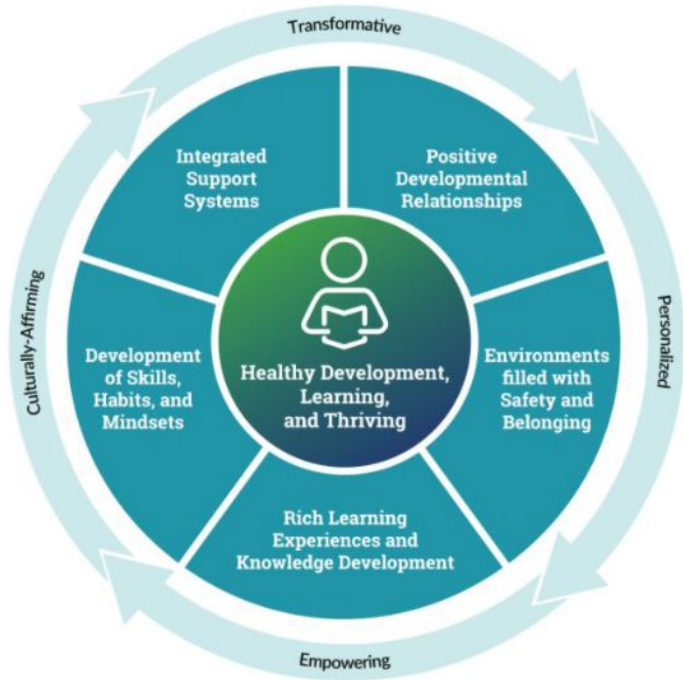 Transformative
Integrated
Support
Systems
Positive
Developmental
Relationships
Culturally-Affirming
Personalized
Development
of Skills,
Habits, and
Mindsets
Healthy Development,
Learning,
and Thriving
Environments
filled with
Safety and
Belonging
Rich Learning
Experiences and
Knowledge Development
Empowering